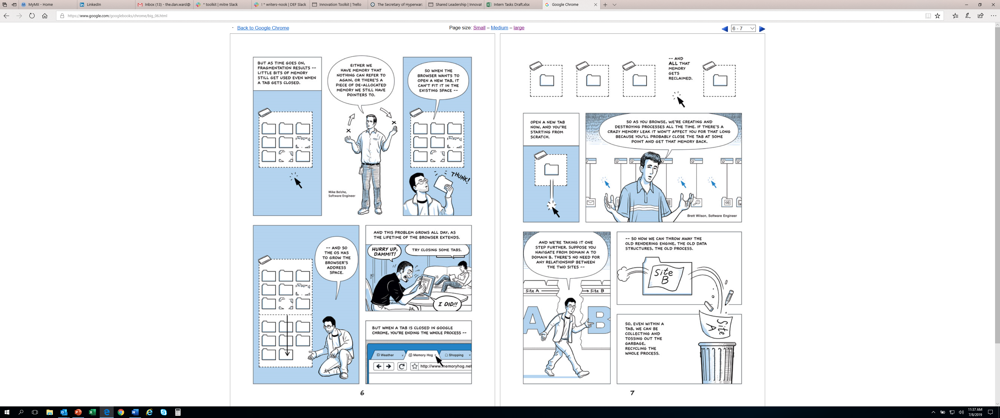 MyMII - Home
LinkedIn
Inbox (13) - the.dan.ward@
* toolkit | mitre Slack
! * writers-nook | DEF Slack
Innovation Toolkit | Trello
The Secretary of Hyperwar:
Shared Leadership | Innovat
Intern Tasks Draft.xlsx
Google Chrome
https://www.google.com/googlebooks/chrome/big_06.html
Back to Google Chrome
Page size: Small – Medium – large
6 - 7
BUT AS TIME GOES ON,
FRAGMENTATION RESULTS --
LITTLE BITS OF MEMORY
STILL GET USED EVEN WHEN
A TAB GETS CLOSED.
EITHER WE
HAVE MEMORY THAT
NOTHING CAN REFER TO
AGAIN, OR THERE'S A
PIECE OF DE-ALLOCATED
MEMORY WE STILL HAVE
POINTERS TO.
Mike Belshe,
Software Engineer
SO WHEN THE
BROWSER WANTS TO
OPEN A NEW TAB, IT
CAN'T FIT IT IN THE
EXISTING SPACE --
THUNK!
-- AND SO
THE OS HAS
TO GROW THE
BROWSER'S
ADDRESS
SPACE.
AND THIS PROBLEM GROWS ALL DAY, AS
THE LIFETIME OF THE BROWSER EXTENDS.
HURRY UP,
DAMMIT!
TRY CLOSING SOME TABS.
I DID!!
BUT WHEN A TAB IS CLOSED IN GOOGLE
CHROME, YOU'RE ENDING THE WHOLE PROCESS --
Weather
Memory Hog
Shopping
http://www.memoryhog.net
6
-- AND
ALL THAT
MEMORY
GETS
RECLAIMED.
OPEN A NEW TAB
NOW, AND YOU'RE
STARTING FROM
SCRATCH.
SO AS YOU BROWSE, WE'RE CREATING AND
DESTROYING PROCESSES ALL THE TIME. IF THERE'S A
CRAZY MEMORY LEAK IT WON'T AFFECT YOU FOR THAT LONG
BECAUSE YOU'LL PROBABLY CLOSE THE TAB AT SOME
POINT AND GET THAT MEMORY BACK.
Brett Wilson, Software Engineer
AND WE'RE TAKING IT ONE
STEP FURTHER. SUPPOSE YOU
NAVIGATE FROM DOMAIN A TO
DOMAIN B. THERE'S NO NEED FOR
ANY RELATIONSHIP BETWEEN
THE TWO SITES --
Site A
Site B
A
B
-- SO NOW WE CAN THROW AWAY THE
OLD RENDERING ENGINE, THE OLD DATA
STRUCTURES, THE OLD PROCESS.
Site
B
Site
A
SO, EVEN WITHIN A
TAB, WE CAN BE
COLLECTING AND
TOSSING OUT THE
GARBAGE,
RECYCLING THE
WHOLE PROCESS.
7
11:37 AM
7/8/2019